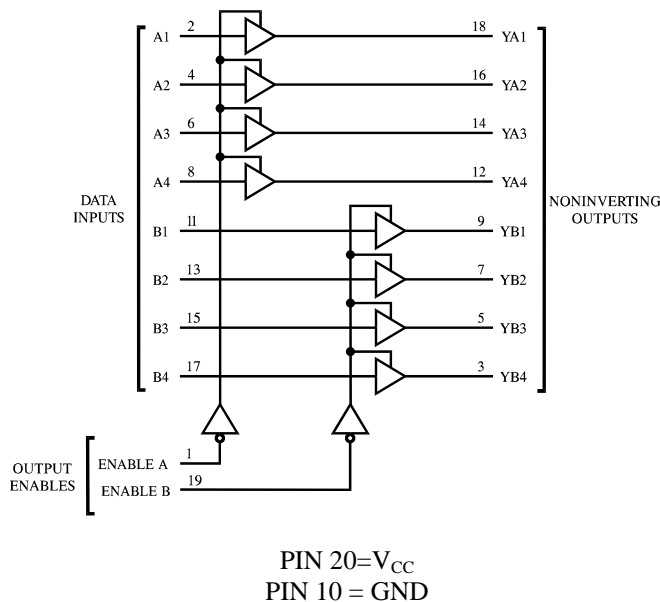 A1 2 18 YA1
A2 4 16 YA2
A3 6 14 YA3
A4 8 12 YA4
DATA
INPUTS
NONINVERTING
OUTPUTS
B1 11 9 YB1
B2 13 7 YB2
B3 15 5 YB3
B4 17 3 YB4
OUTPUT
ENABLES
ENABLE A 1
ENABLE B 19
PIN 20=VCC
PIN 10 = GND